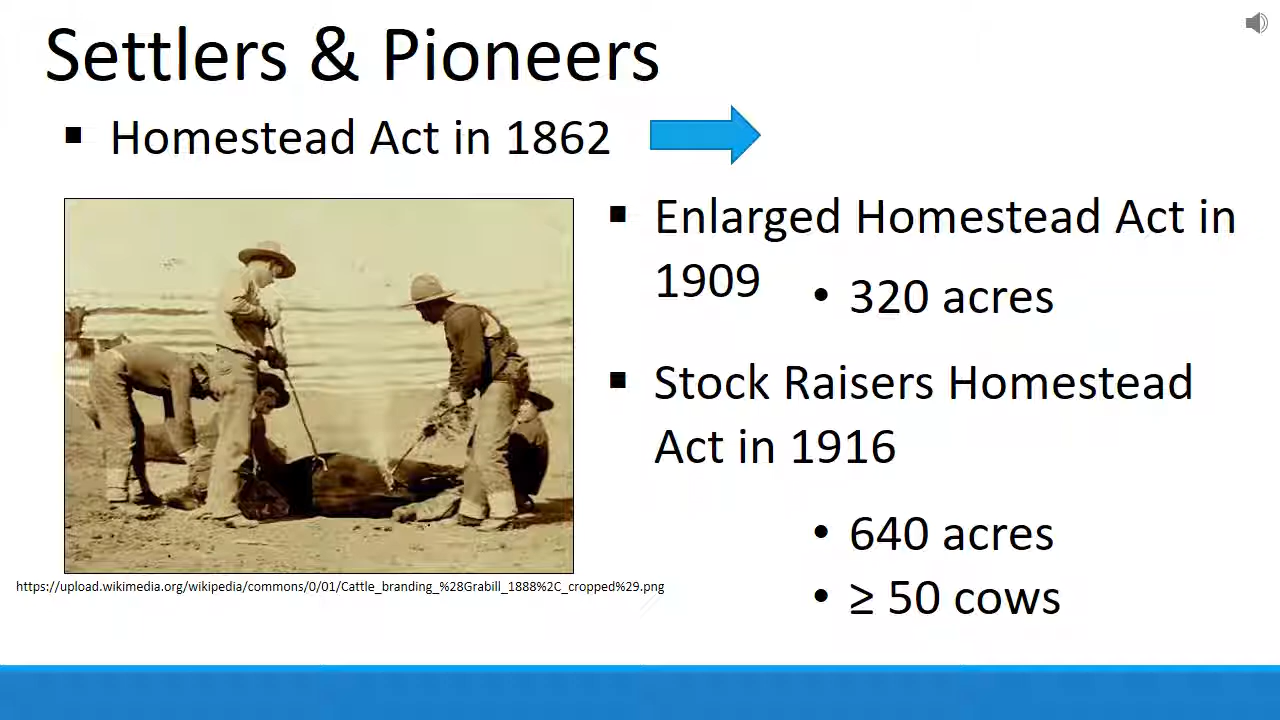 Settlers & Pioneers
▪ Homestead Act in 1862
▪ Enlarged Homestead Act in
1909
• 320 acres
▪ Stock Raisers Homestead
Act in 1916
• 640 acres
• ≥ 50 cows
https://upload.wikimedia.org/wikipedia/commons/0/01/Cattle_branding_%28Grabill_1888%2C_cropped%29.png